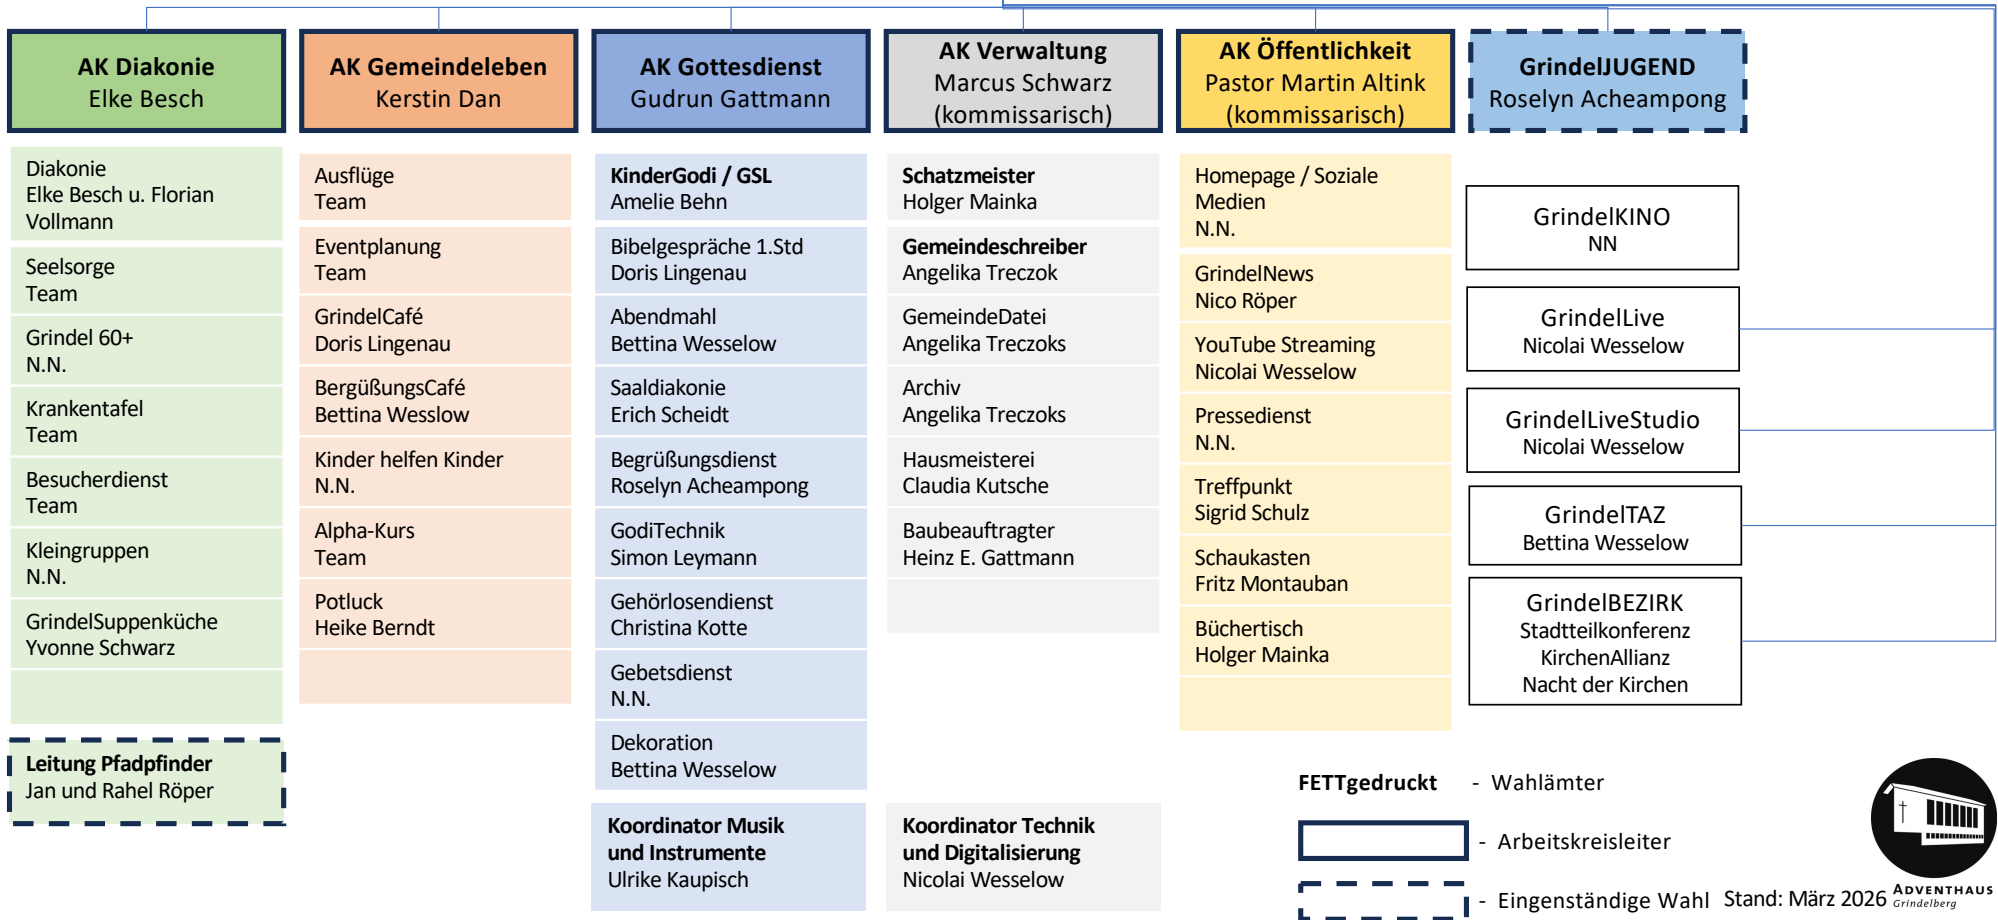 AK Diakonie
Elke Besch
AK Gemeindeleben
Kerstin Dan
AK Gottesdienst
Gudrun Gattmann
AK Verwaltung
Marcus Schwarz
(kommissarisch)
AK Öffentlichkeit
Pastor Martin Altink
(kommissarisch)
GrindelJUGEND
Roselyn Acheampong
Diakonie
Elke Besch u. Florian
Vollmann
Seelsorge
Team
Grindel 60+
N.N.
Krankentafel
Team
Besucherdienst
Team
Kleingruppen
N.N.
GrindelSuppenküche
Yvonne Schwarz
Leitung Pfadpfinder
Jan und Rahel Röper
Ausflüge
Team
Eventplanung
Team
GrindelCafé
Doris Lingenau
BergüßungsCafé
Bettina Wesslow
Kinder helfen Kinder
N.N.
Alpha-Kurs
Team
Potluck
Heike Berndt
KinderGodi / GSL
Amelie Behn
Bibelgespräche 1.Std
Doris Lingenau
Abendmahl
Bettina Wesselow
Saaldiakonie
Erich Scheidt
Begrüßungsdienst
Roselyn Acheampong
GodiTechnik
Simon Leymann
Gehörlosendienst
Christina Kotte
Gebetsdienst
N.N.
Dekoration
Bettina Wesselow
Koordinator Musik
und Instrumente
Ulrike Kaupisch
Schatzmeister
Holger Mainka
Gemeindeschreiber
Angelika Treczok
GemeindeDatei
Angelika Treczoks
Archiv
Angelika Treczoks
Hausmeisterei
Claudia Kutsche
Baubeauftragter
Heinz E. Gattmann
Koordinator Technik
und Digitalisierung
Nicolai Wesselow
Homepage / Soziale
Medien
N.N.
GrindelNews
Nico Röper
YouTube Streaming
Nicolai Wesselow
Pressedienst
N.N.
Treffpunkt
Sigrid Schulz
Schaukasten
Fritz Montauban
Büchertisch
Holger Mainka
GrindelKINO
NN
GrindelLive
Nicolai Wesselow
GrindelLiveStudio
Nicolai Wesselow
GrindelTAZ
Bettina Wesselow
GrindelBEZIRK
Stadtteilkonferenz
KirchenAllianz
Nacht der Kirchen
FETTgedruckt - Wahlämter
- Arbeitskreisleiter
- Eingenständige Wahl
Stand: März 2026
ADVENTHAUS
Grindelberg